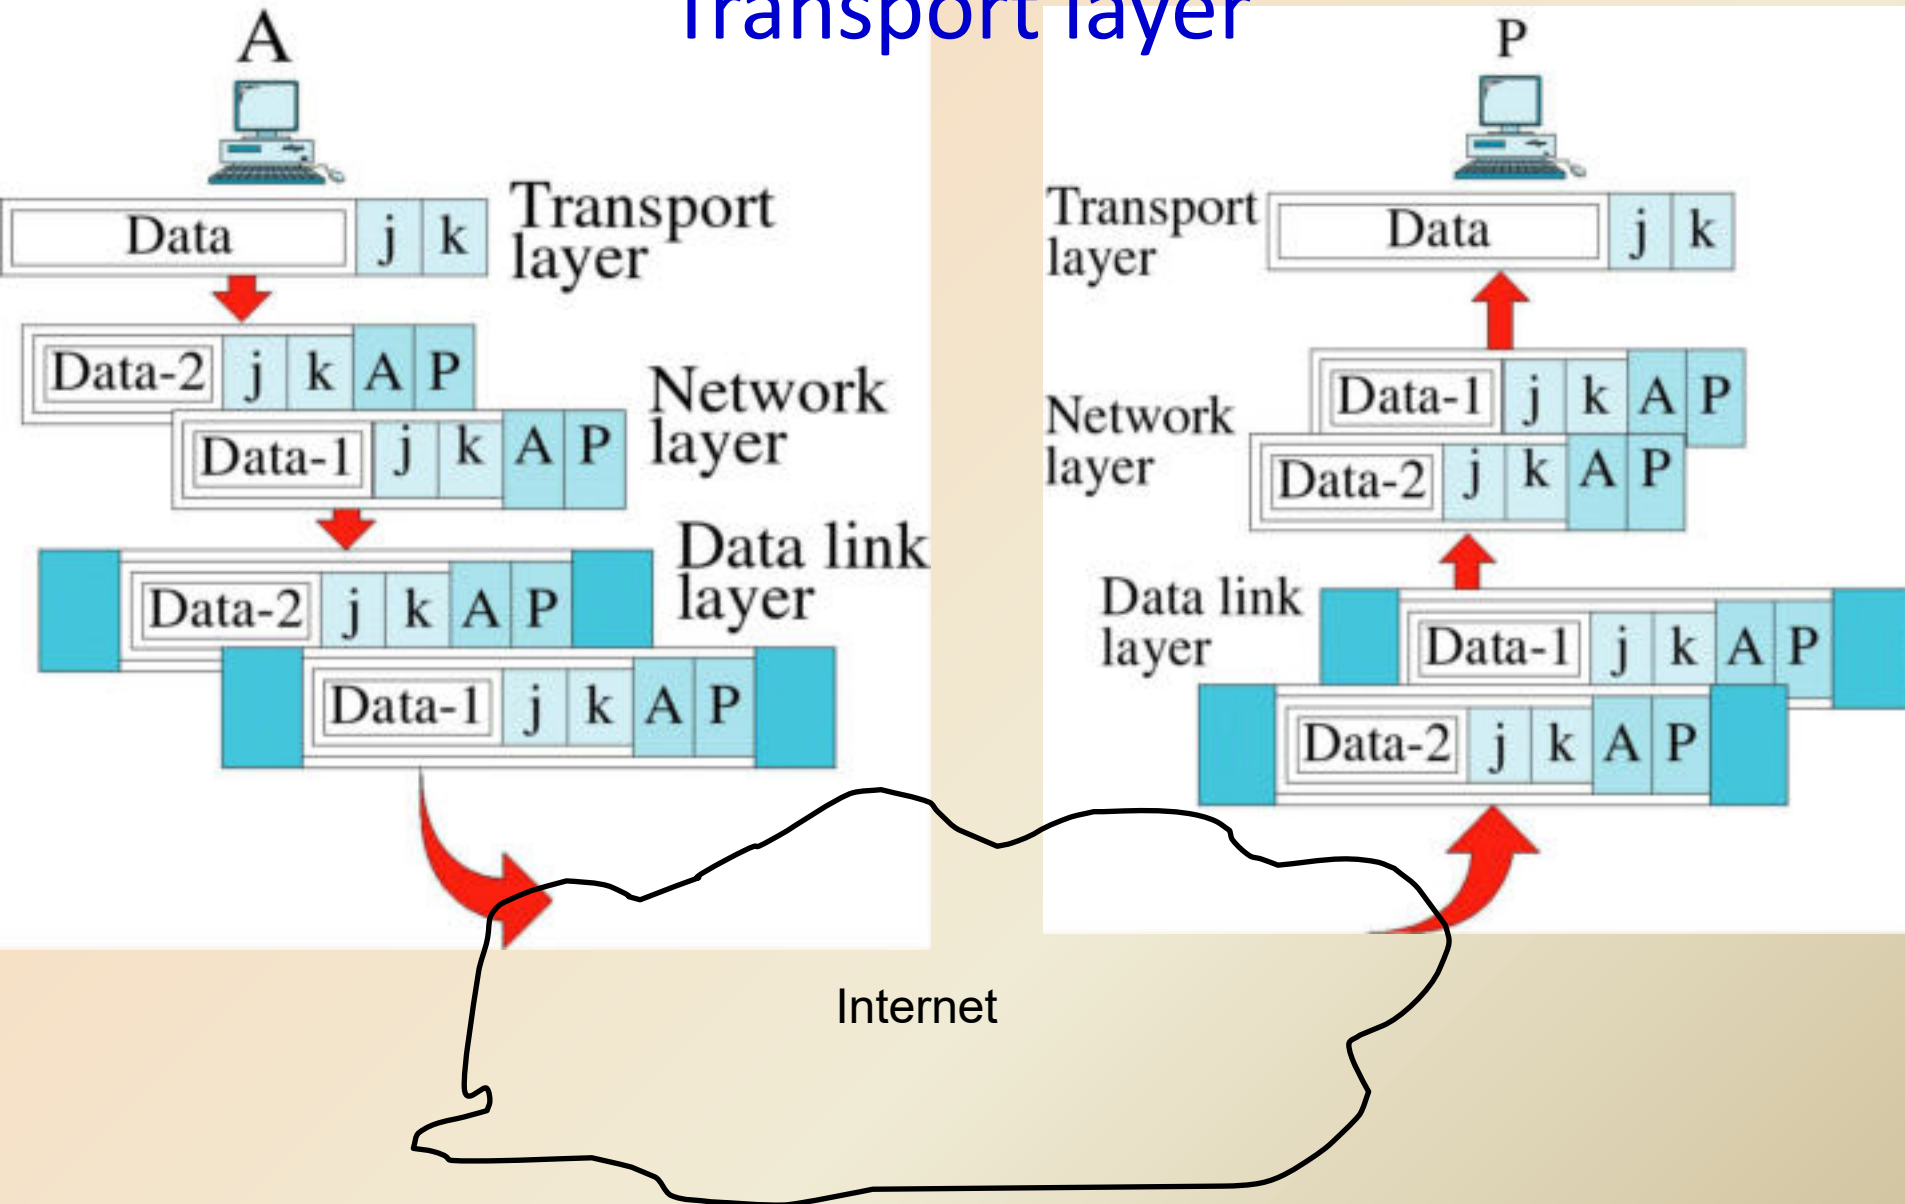 Transport layer
A
Data j k
Transport
layer
Data-2 j k A P
Data-1 j k A P
Network
layer
Data link
layer
Data-2 j k A P
Data-1 j k A P
P
Transport
layer
Data j k
Network
layer
Data-1 j k A P
Data-2 j k A P
Data link
layer
Data-1 j k A P
Data-2 j k A P
Internet